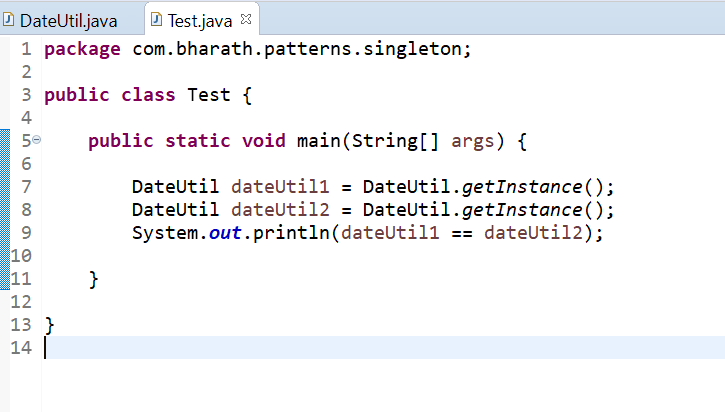 DateUtil.java Test.java
1 package com.bharath.patterns.singleton;
2
3 public class Test {
4
5 public static void main(String[] args) {
6
7 DateUtil dateUtil1 = DateUtil.getInstance();
8 DateUtil dateUtil2 = DateUtil.getInstance();
9 System.out.println(dateUtil1 == dateUtil2);
10
11 }
12
13 }
14